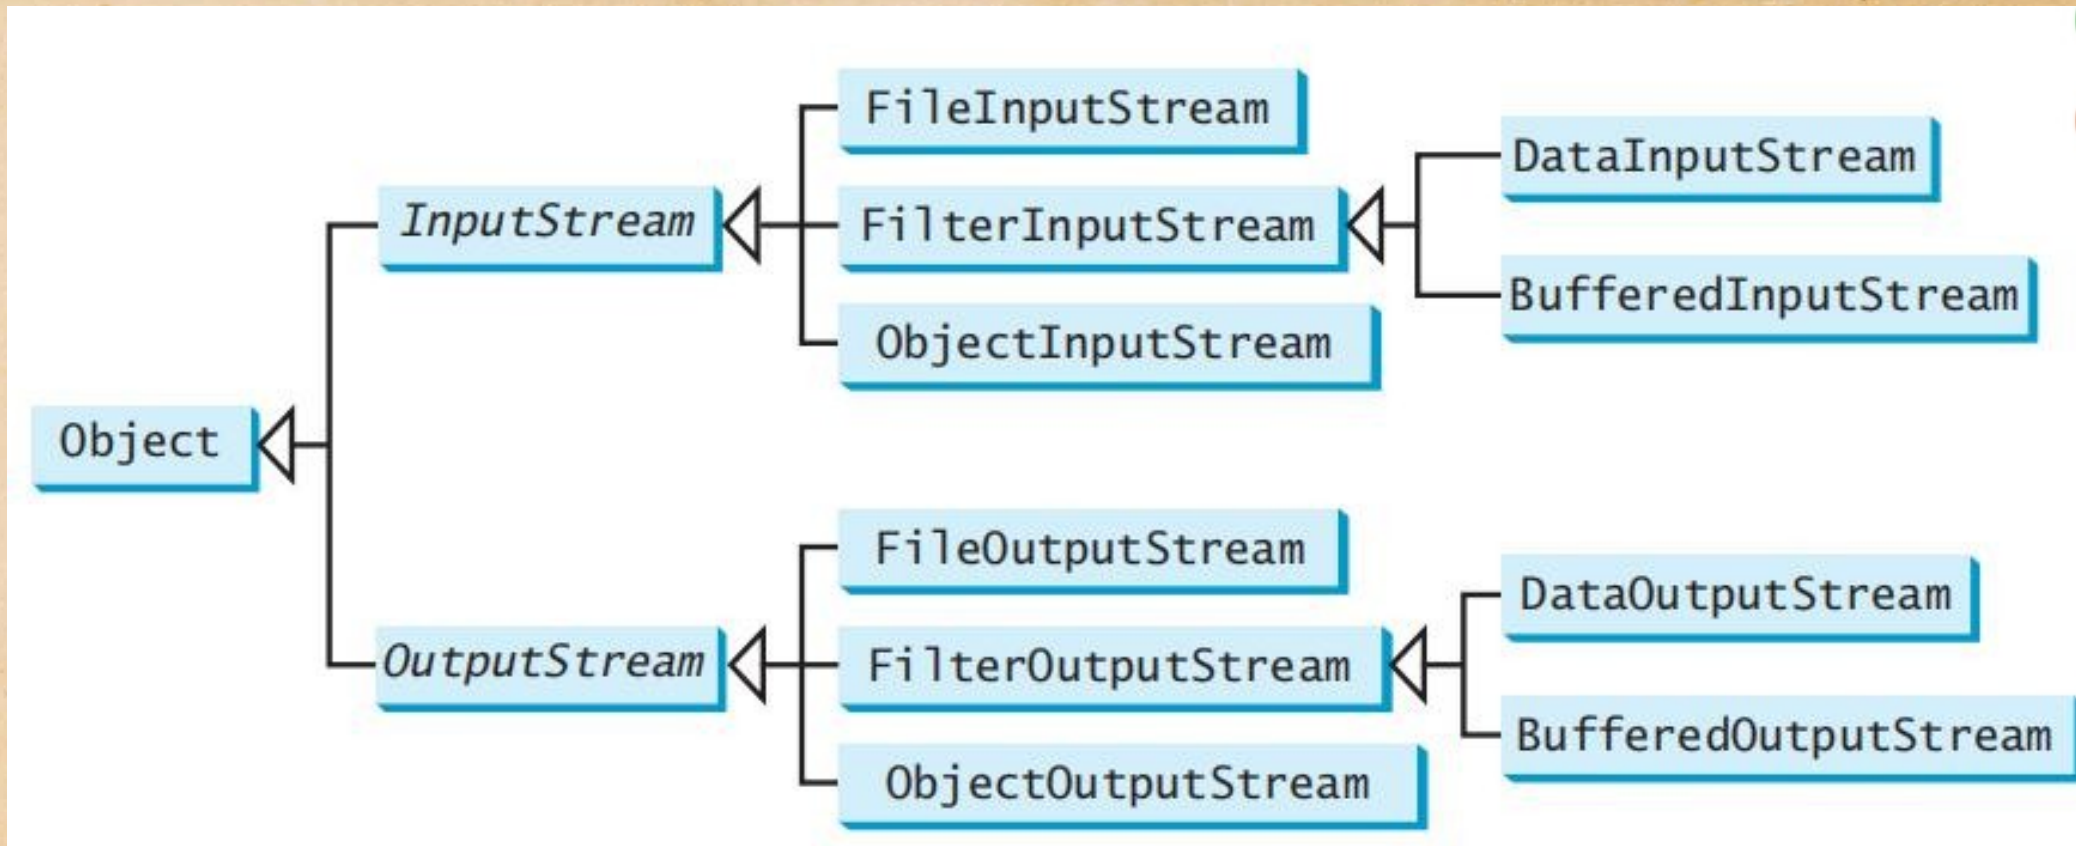 Object
InputStream
FileInputStream
FilterInputStream
ObjectInputStream
DataInputStream
BufferedInputStream
OutputStream
FileOutputStream
FilterOutputStream
ObjectOutputStream
DataOutputStream
BufferedOutputStream